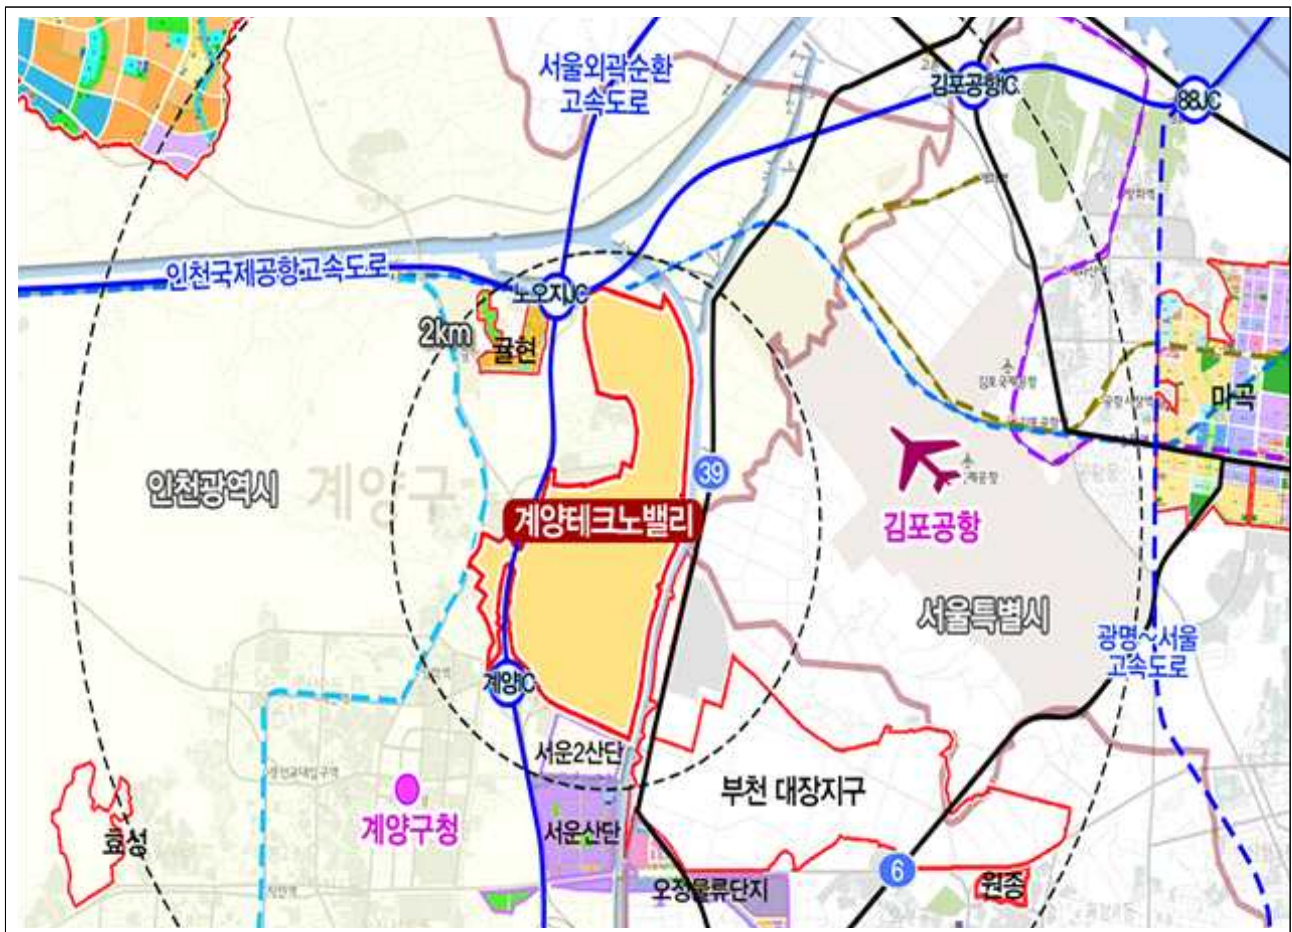 서울외곽순환
고속도로
김포공항IC
88JC
인천국제공항고속도로
노오지JC
2km
귤현
마곡
인천광역시
계양구
39
계양테크노밸리
김포공항
서울특별시
광명~서울
고속도로
계양IC
서운2산단
부천 대장지구
계양구청
서운산단
효성
6
오정물류단지
원종